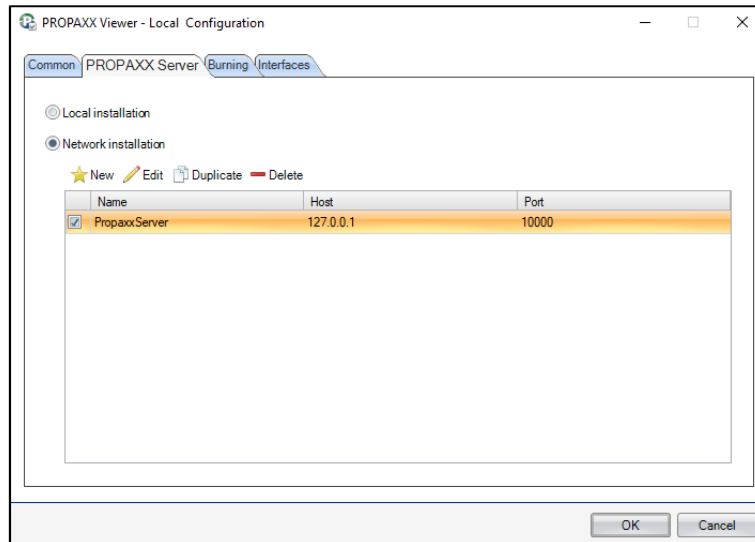 PROPAXX Viewer - Local Configuration
Common PROPAXX Server Burning Interfaces
Local installation
Network installation
New Edit Duplicate Delete
Name Host Port
PropaxxServer 127.0.0.1 10000
OK Cancel